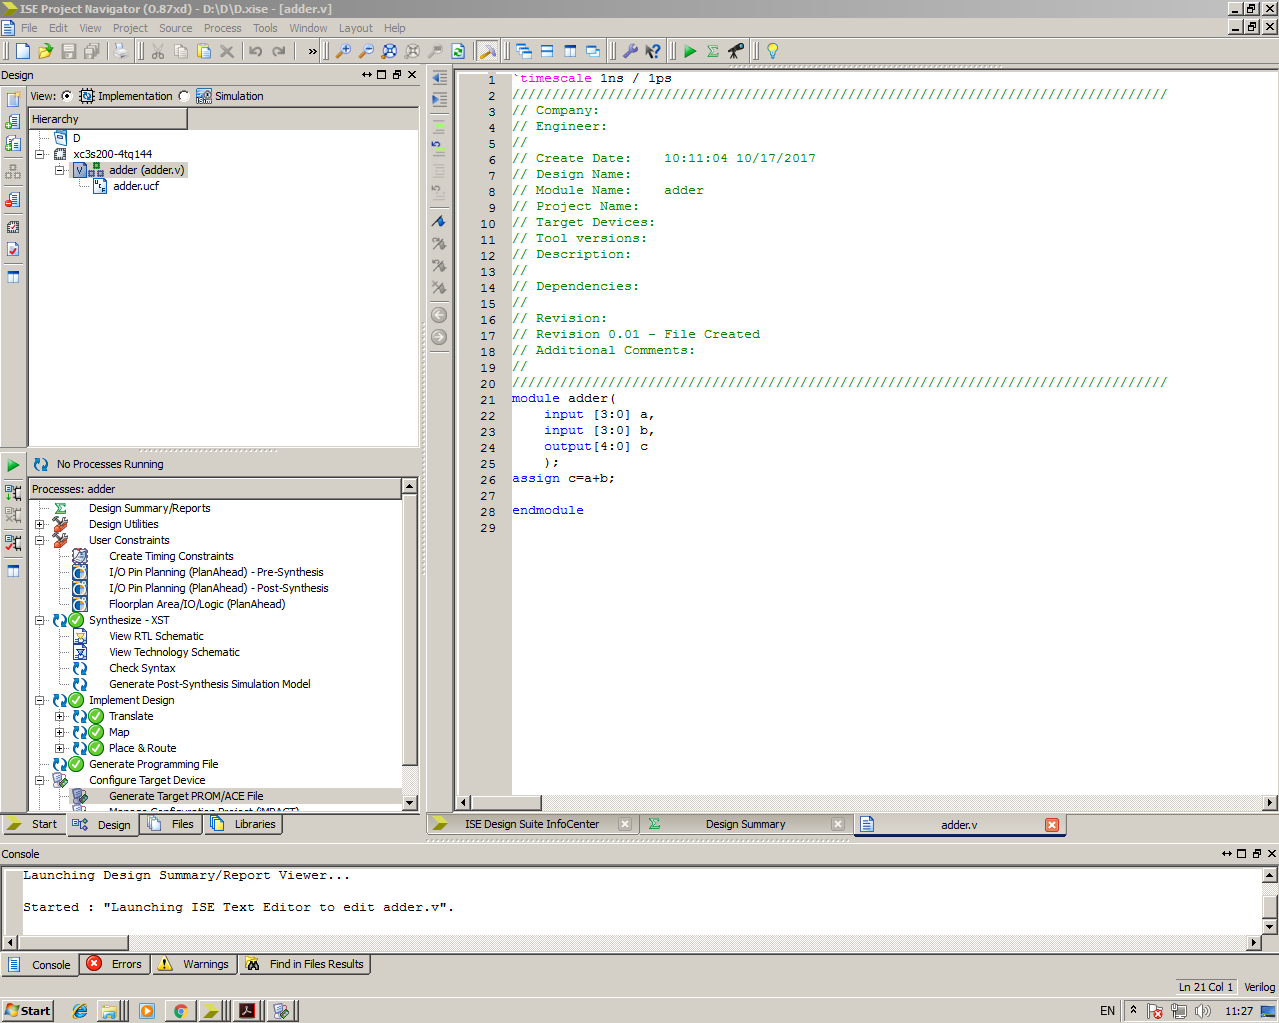 ISE Project Navigator (0.87xd) - D:\D\D.xise - [adder.v]
File Edit View Project Source Process Tools Window Layout Help
»
Design
View: Implementation Simulation
Hierarchy
D
xc3s200-4tq144
adder (adder.v)
adder.ucf
No Processes Running
Processes: adder
Design Summary/Reports
Design Utilities
User Constraints
Create Timing Constraints
I/O Pin Planning (PlanAhead) - Pre-Synthesis
I/O Pin Planning (PlanAhead) - Post-Synthesis
Floorplan Area/IO/Logic (PlanAhead)
Synthesize - XST
View RTL Schematic
View Technology Schematic
Check Syntax
Generate Post-Synthesis Simulation Model
Implement Design
Translate
Map
Place & Route
Generate Programming File
Configure Target Device
Generate Target PROM/ACE File
Manage Configuration Project (iMPACT)
Start Design Files Libraries
1 `timescale 1ns / 1ps
2 //////////////////////////////////////////////////////////////////////////////////
3 // Company:
4 // Engineer:
5 //
6 // Create Date:    10:11:04 10/17/2017
7 // Design Name:
8 // Module Name:    adder
9 // Project Name:
10 // Target Devices:
11 // Tool versions:
12 // Description:
13 //
14 // Dependencies:
15 //
16 // Revision:
17 // Revision 0.01 - File Created
18 // Additional Comments:
19 //
20 //////////////////////////////////////////////////////////////////////////////////
21 module adder(
22     input [3:0] a,
23     input [3:0] b,
24     output[4:0] c
25     );
26 assign c=a+b;
27
28 endmodule
29
ISE Design Suite InfoCenter Design Summary adder.v
Console
Launching Design Summary/Report Viewer...
Started : "Launching ISE Text Editor to edit adder.v".
Console Errors Warnings Find in Files Results
Ln 21 Col 1 Verilog
Start EN 11:27